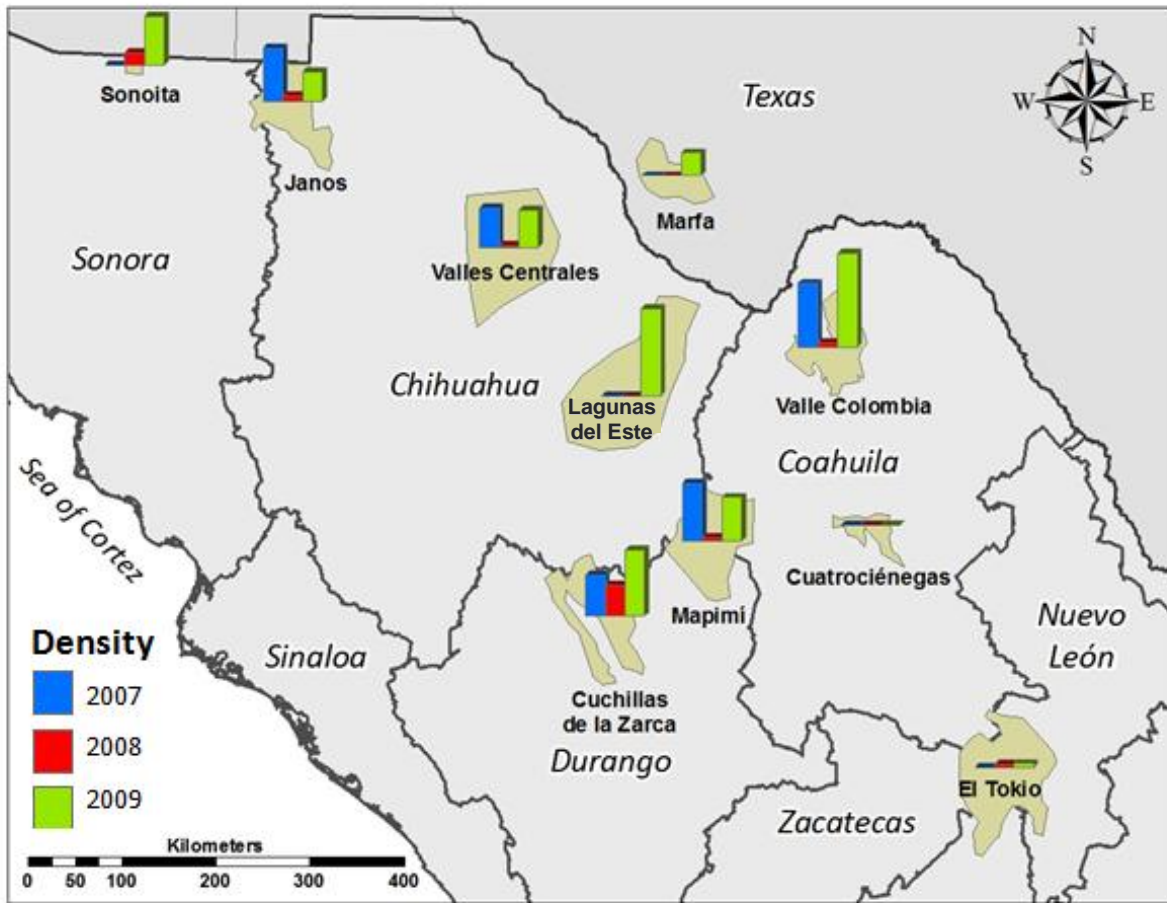 N
W
E
S
Texas
Sonoita
Janos
Marfa
Sonora
Valles Centrales
Chihuahua
Lagunas
del Este
Valle Colombia
Coahuila
Sea of Cortez
Cuatrociénegas
Mapimí
Nuevo
León
Density
2007
2008
2009
Sinaloa
Cuchillas
de la Zarca
Durango
El Tokio
Zacatecas
Kilometers
0 50 100 200 300 400